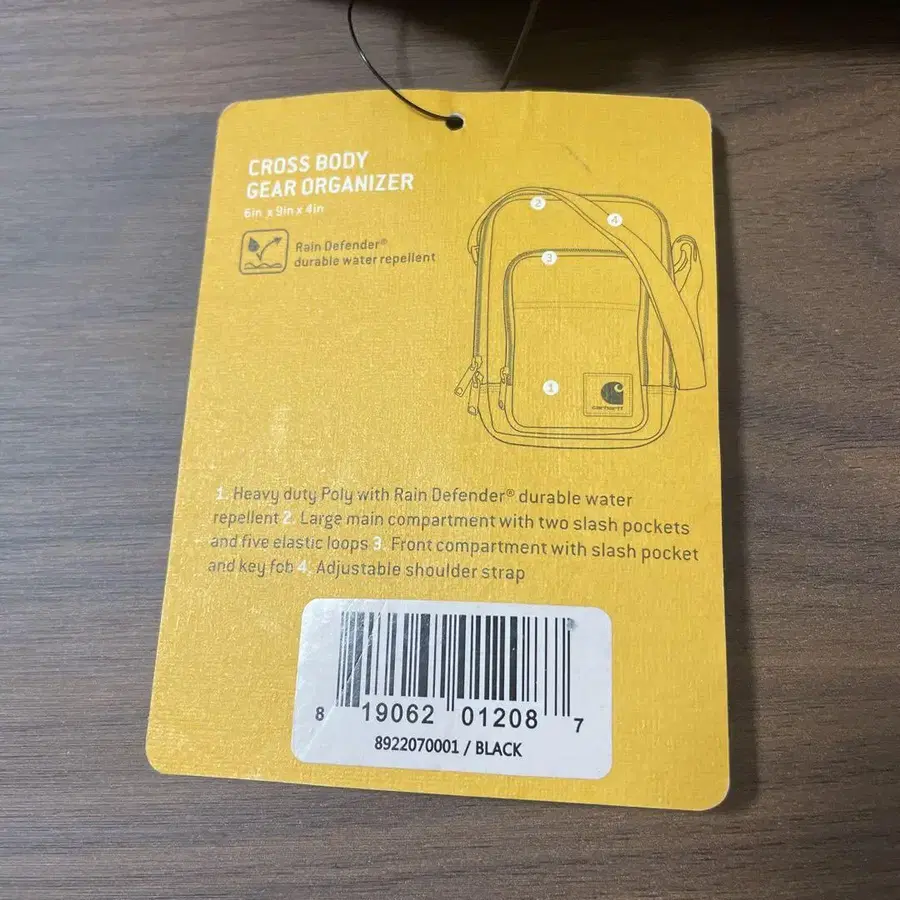 CROSS BODY
GEAR ORGANIZER
6in x 9in x 4in
Rain Defender®
durable water repellent
2
4
3
1
carhartt
1. Heavy duty Poly with Rain Defender® durable water
repellent 2. Large main compartment with two slash pockets
and five elastic loops 3. Front compartment with slash pocket
and key fob 4. Adjustable shoulder strap
8 19062 01208 7
8922070001 / BLACK